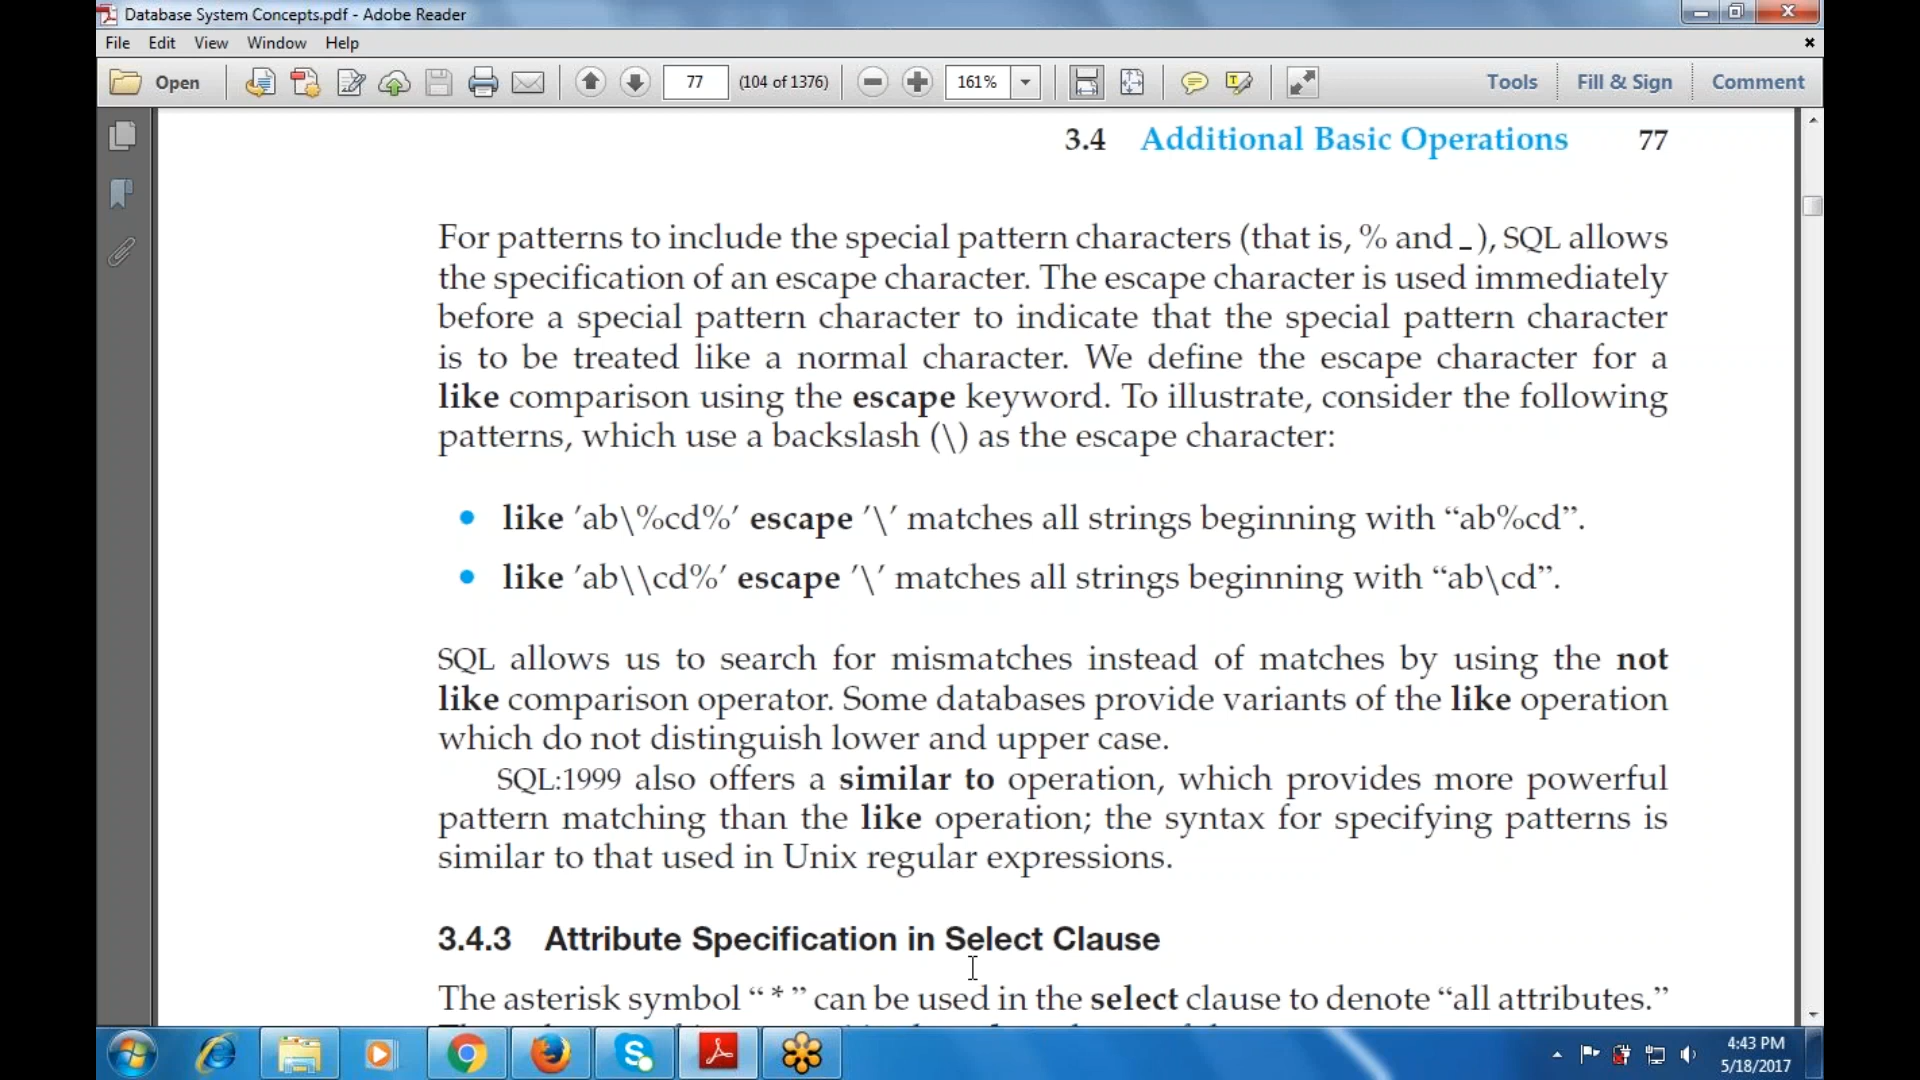 Database System Concepts.pdf - Adobe Reader
File Edit View Window Help
Open 77 (104 of 1376) 161% Tools Fill & Sign Comment
3.4 Additional Basic Operations 77
For patterns to include the special pattern characters (that is, % and _ ), SQL allows
the specification of an escape character. The escape character is used immediately
before a special pattern character to indicate that the special pattern character
is to be treated like a normal character. We define the escape character for a
like comparison using the escape keyword. To illustrate, consider the following
patterns, which use a backslash (\) as the escape character:
• like ’ab\%cd%’ escape ’\’ matches all strings beginning with “ab%cd”.
• like ’ab\\cd%’ escape ’\’ matches all strings beginning with “ab\cd”.
SQL allows us to search for mismatches instead of matches by using the not
like comparison operator. Some databases provide variants of the like operation
which do not distinguish lower and upper case.
SQL:1999 also offers a similar to operation, which provides more powerful
pattern matching than the like operation; the syntax for specifying patterns is
similar to that used in Unix regular expressions.
3.4.3 Attribute Specification in Select Clause
The asterisk symbol “ * ” can be used in the select clause to denote “all attributes.”
4:43 PM
5/18/2017